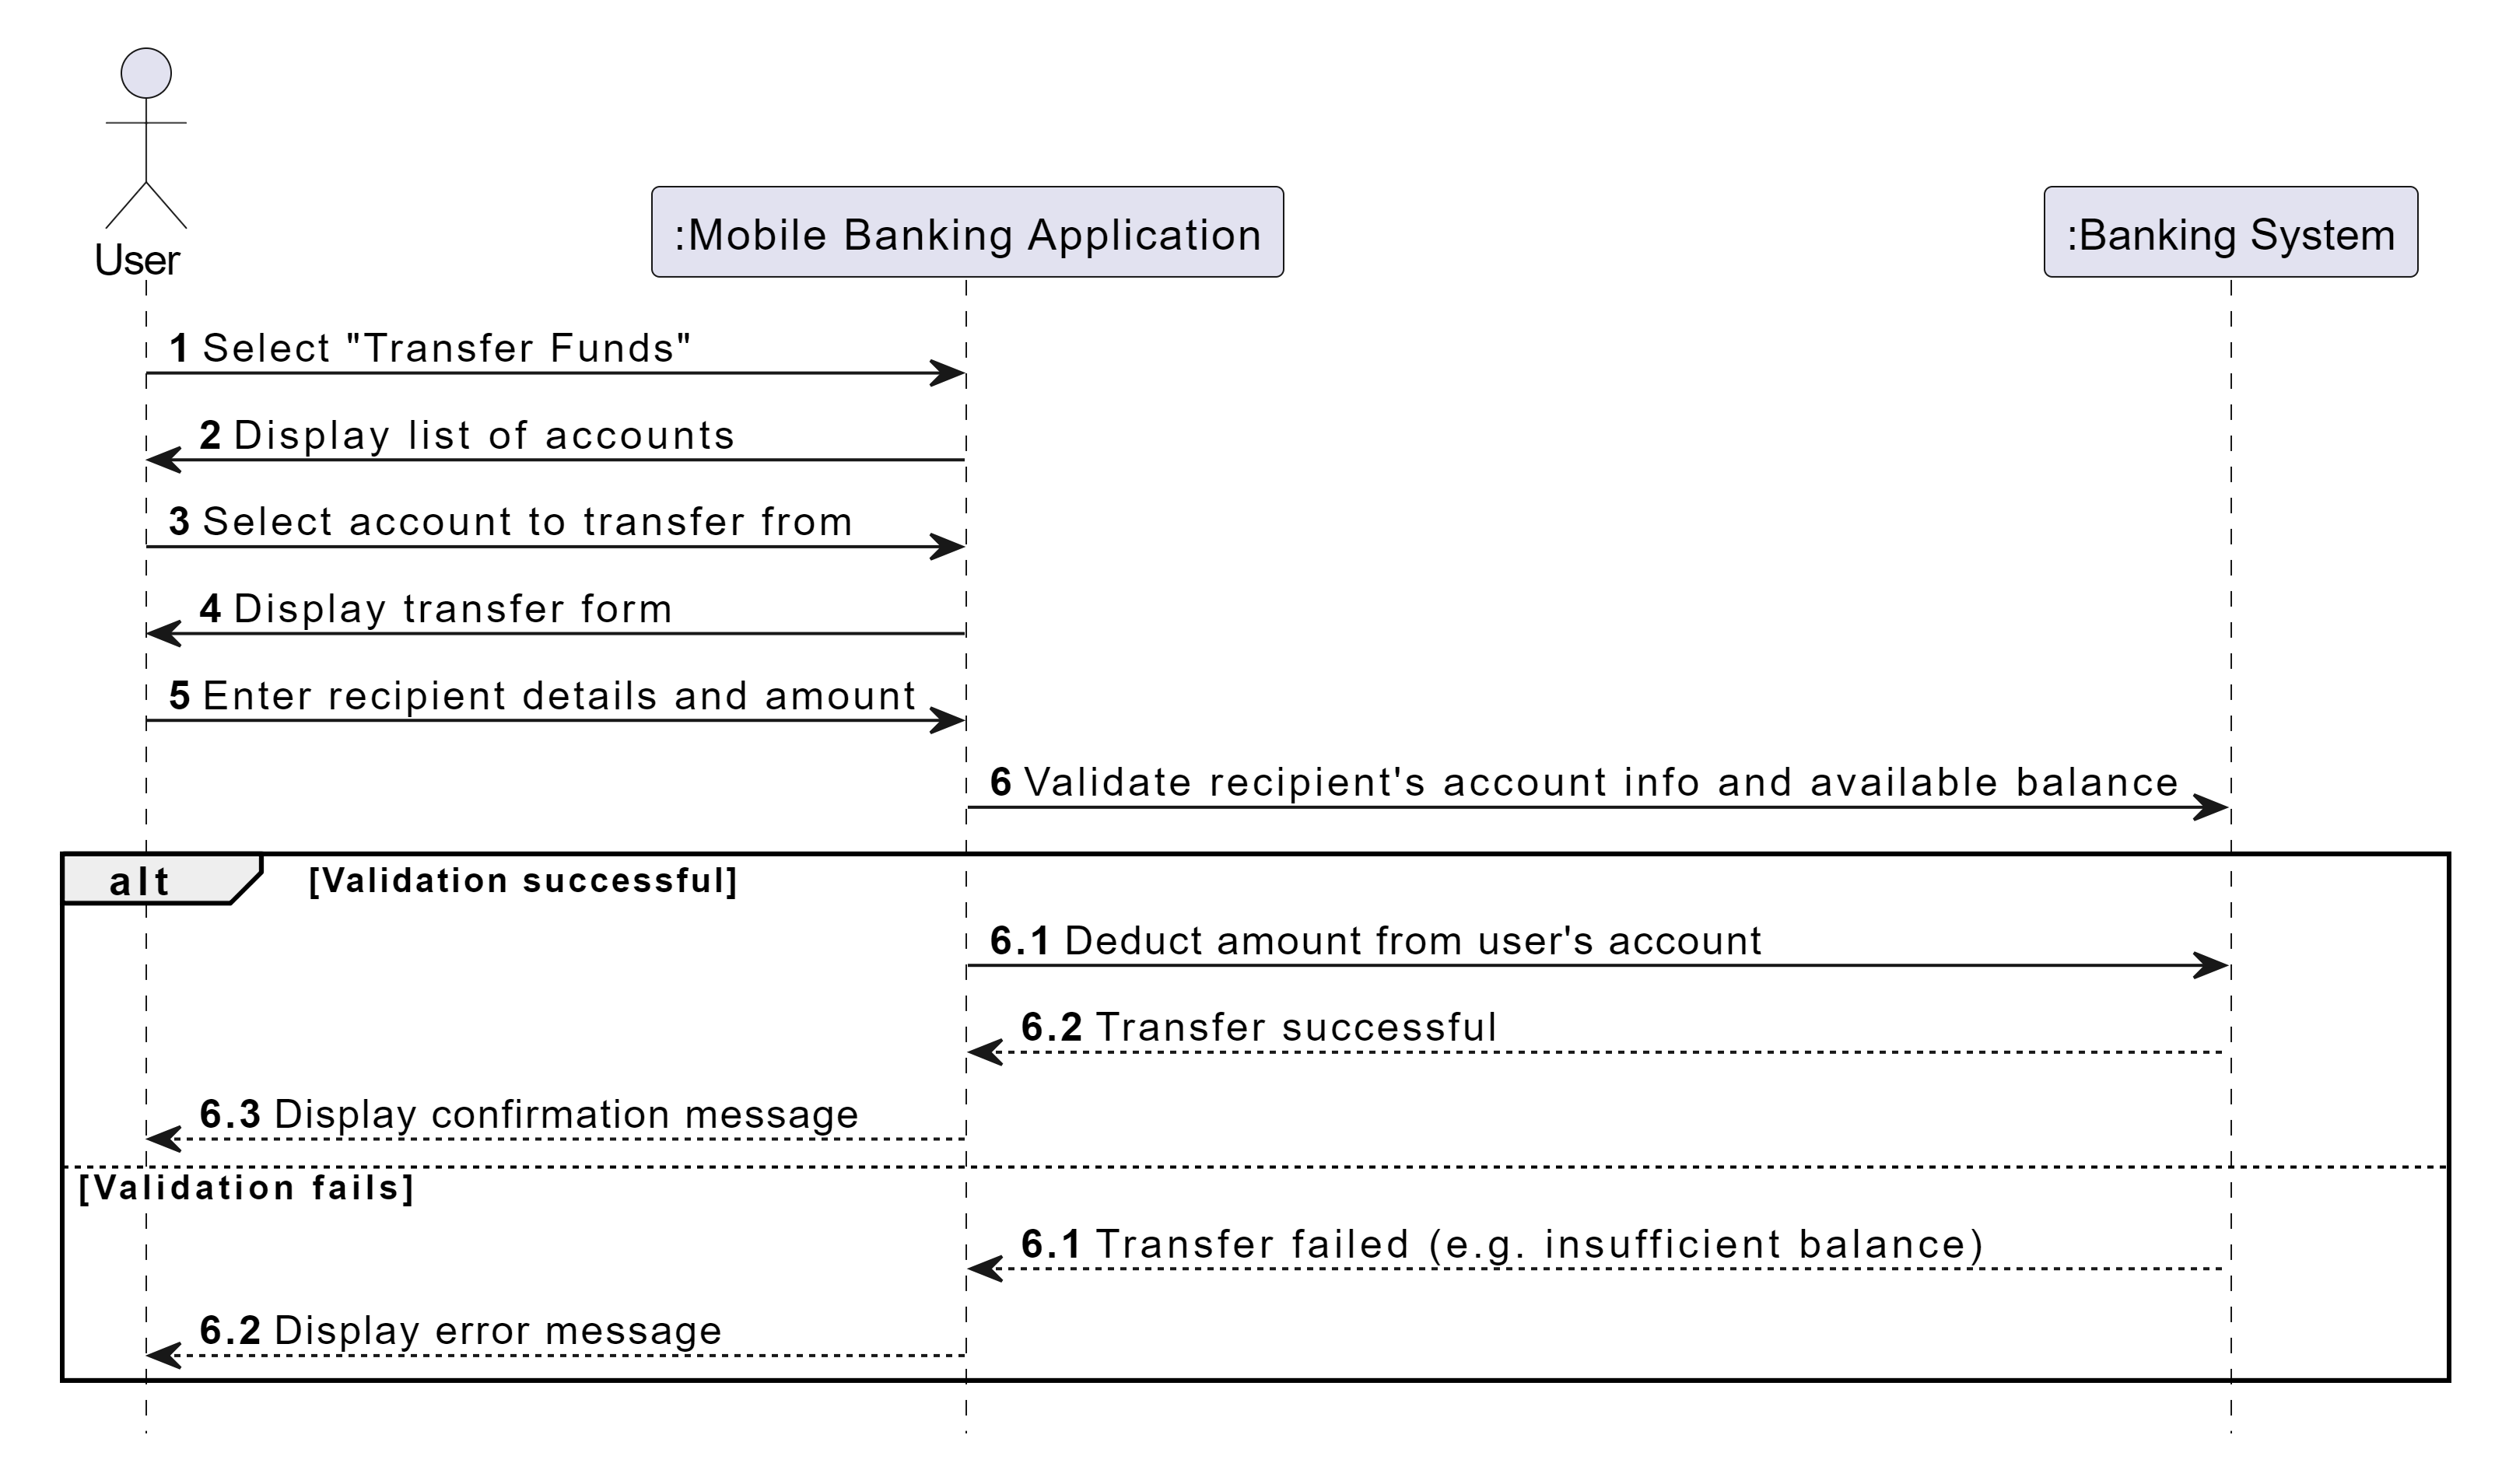 User
:Mobile Banking Application
:Banking System
1 Select "Transfer Funds"
2 Display list of accounts
3 Select account to transfer from
4 Display transfer form
5 Enter recipient details and amount
6 Validate recipient's account info and available balance
alt [Validation successful]
6.1 Deduct amount from user's account
6.2 Transfer successful
6.3 Display confirmation message
[Validation fails]
6.1 Transfer failed (e.g. insufficient balance)
6.2 Display error message